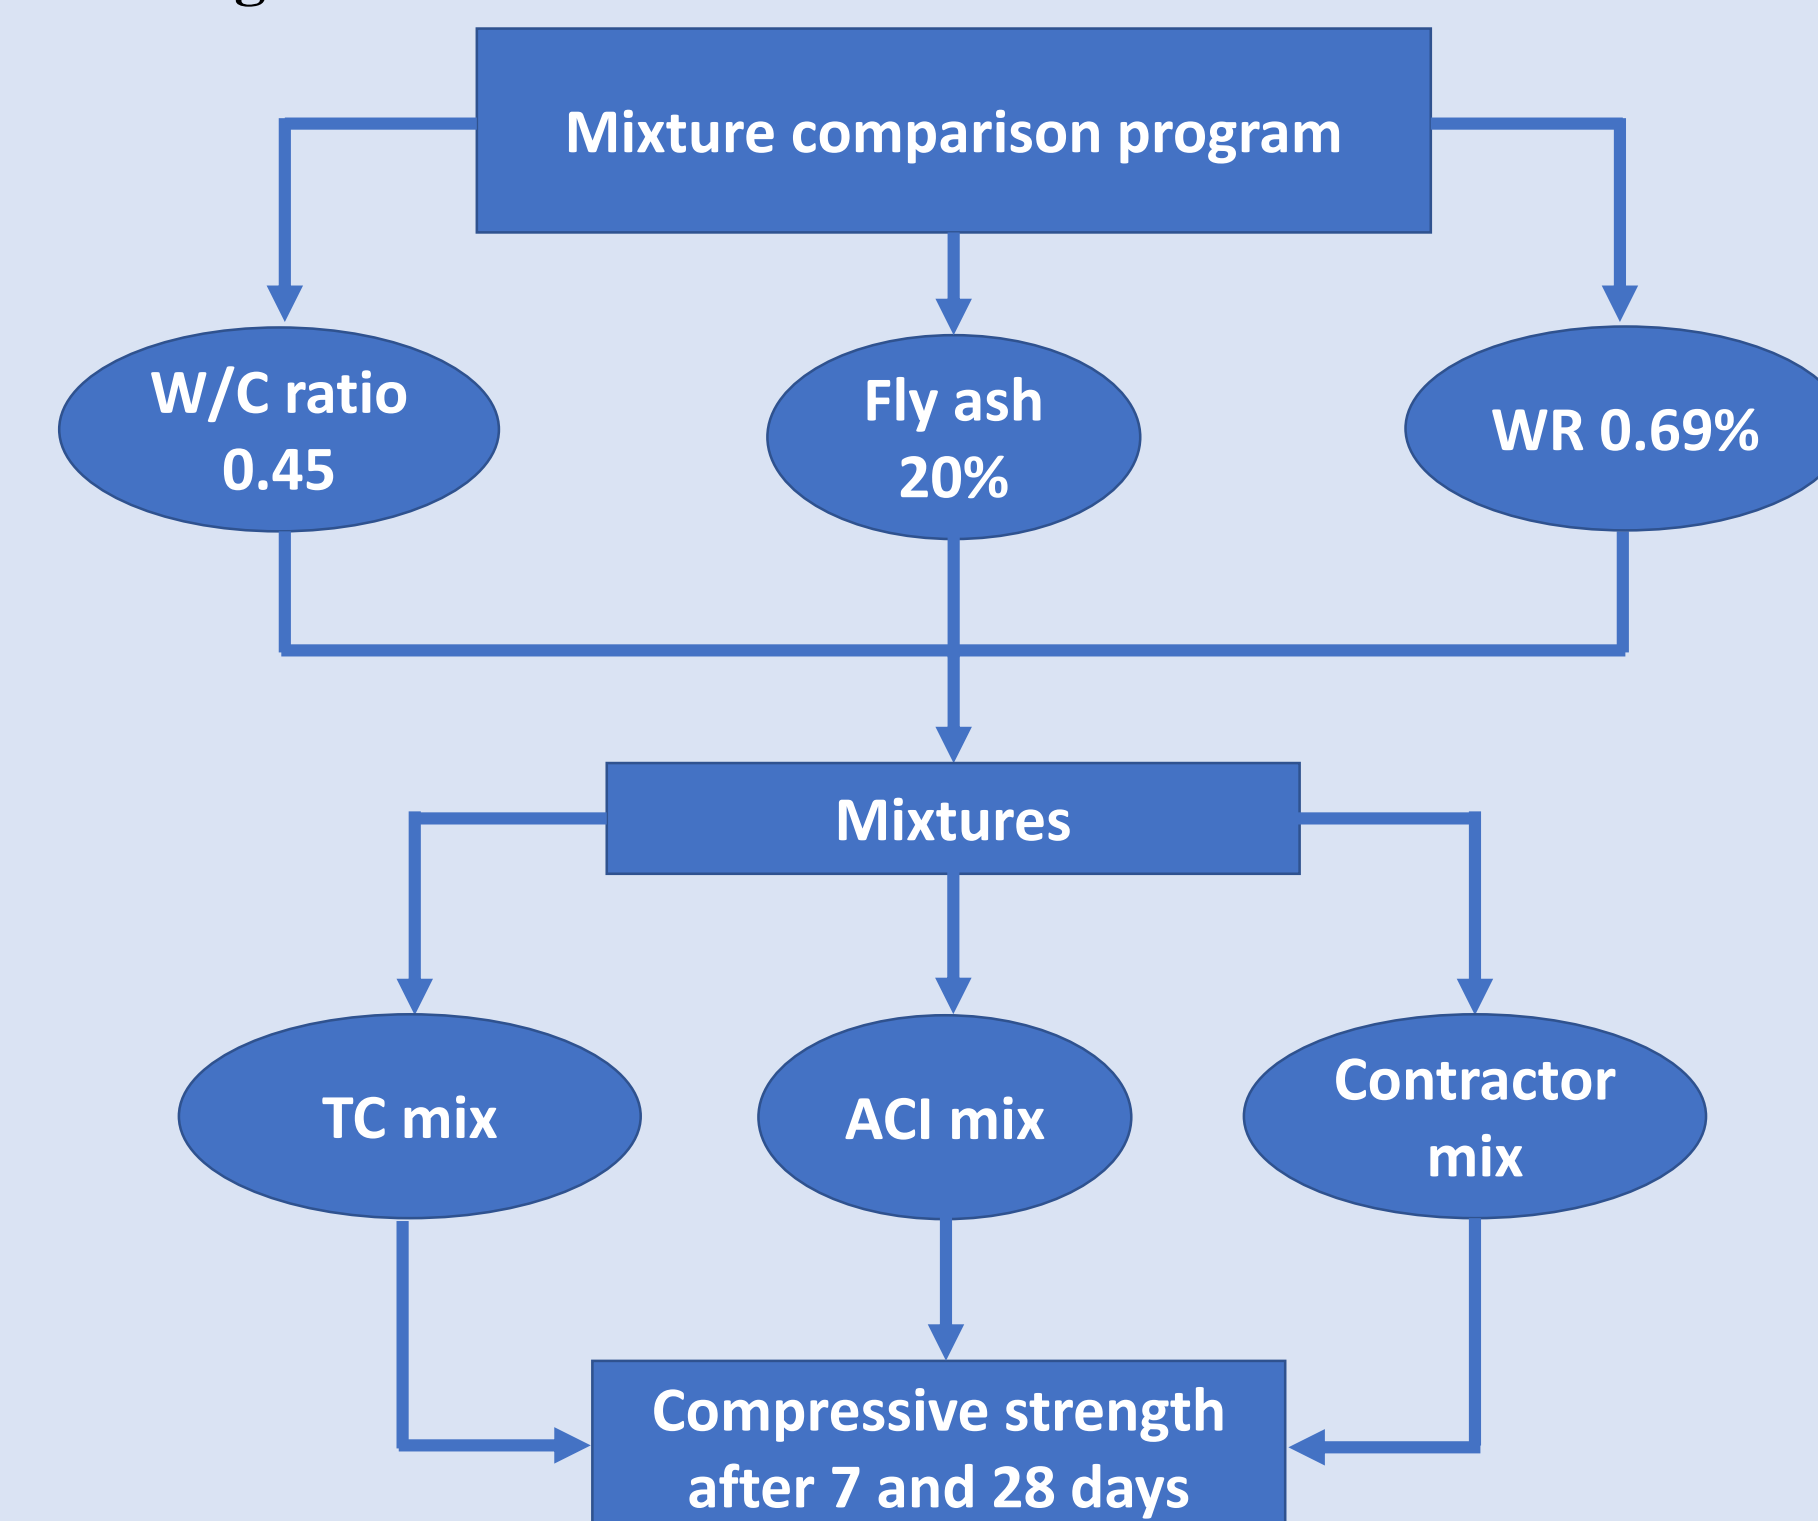 Mixture comparison program
W/C ratio
0.45
Fly ash
20%
WR 0.69%
Mixtures
TC mix
ACI mix
Contractor
mix
Compressive strength
after 7 and 28 days